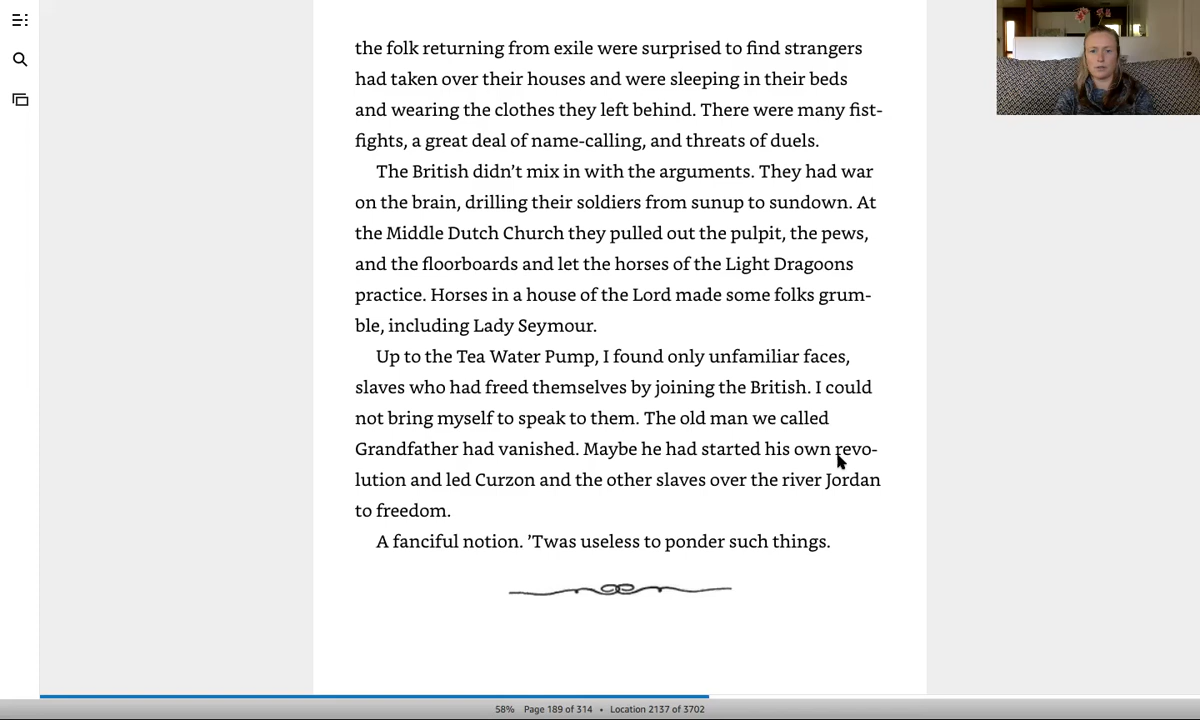 the folk returning from exile were surprised to find strangers
had taken over their houses and were sleeping in their beds
and wearing the clothes they left behind. There were many fist-
fights, a great deal of name-calling, and threats of duels.
The British didn’t mix in with the arguments. They had war
on the brain, drilling their soldiers from sunup to sundown. At
the Middle Dutch Church they pulled out the pulpit, the pews,
and the floorboards and let the horses of the Light Dragoons
practice. Horses in a house of the Lord made some folks grum-
ble, including Lady Seymour.
Up to the Tea Water Pump, I found only unfamiliar faces,
slaves who had freed themselves by joining the British. I could
not bring myself to speak to them. The old man we called
Grandfather had vanished. Maybe he had started his own revo-
lution and led Curzon and the other slaves over the river Jordan
to freedom.
A fanciful notion. ’Twas useless to ponder such things.
58% Page 189 of 314 • Location 2137 of 3702